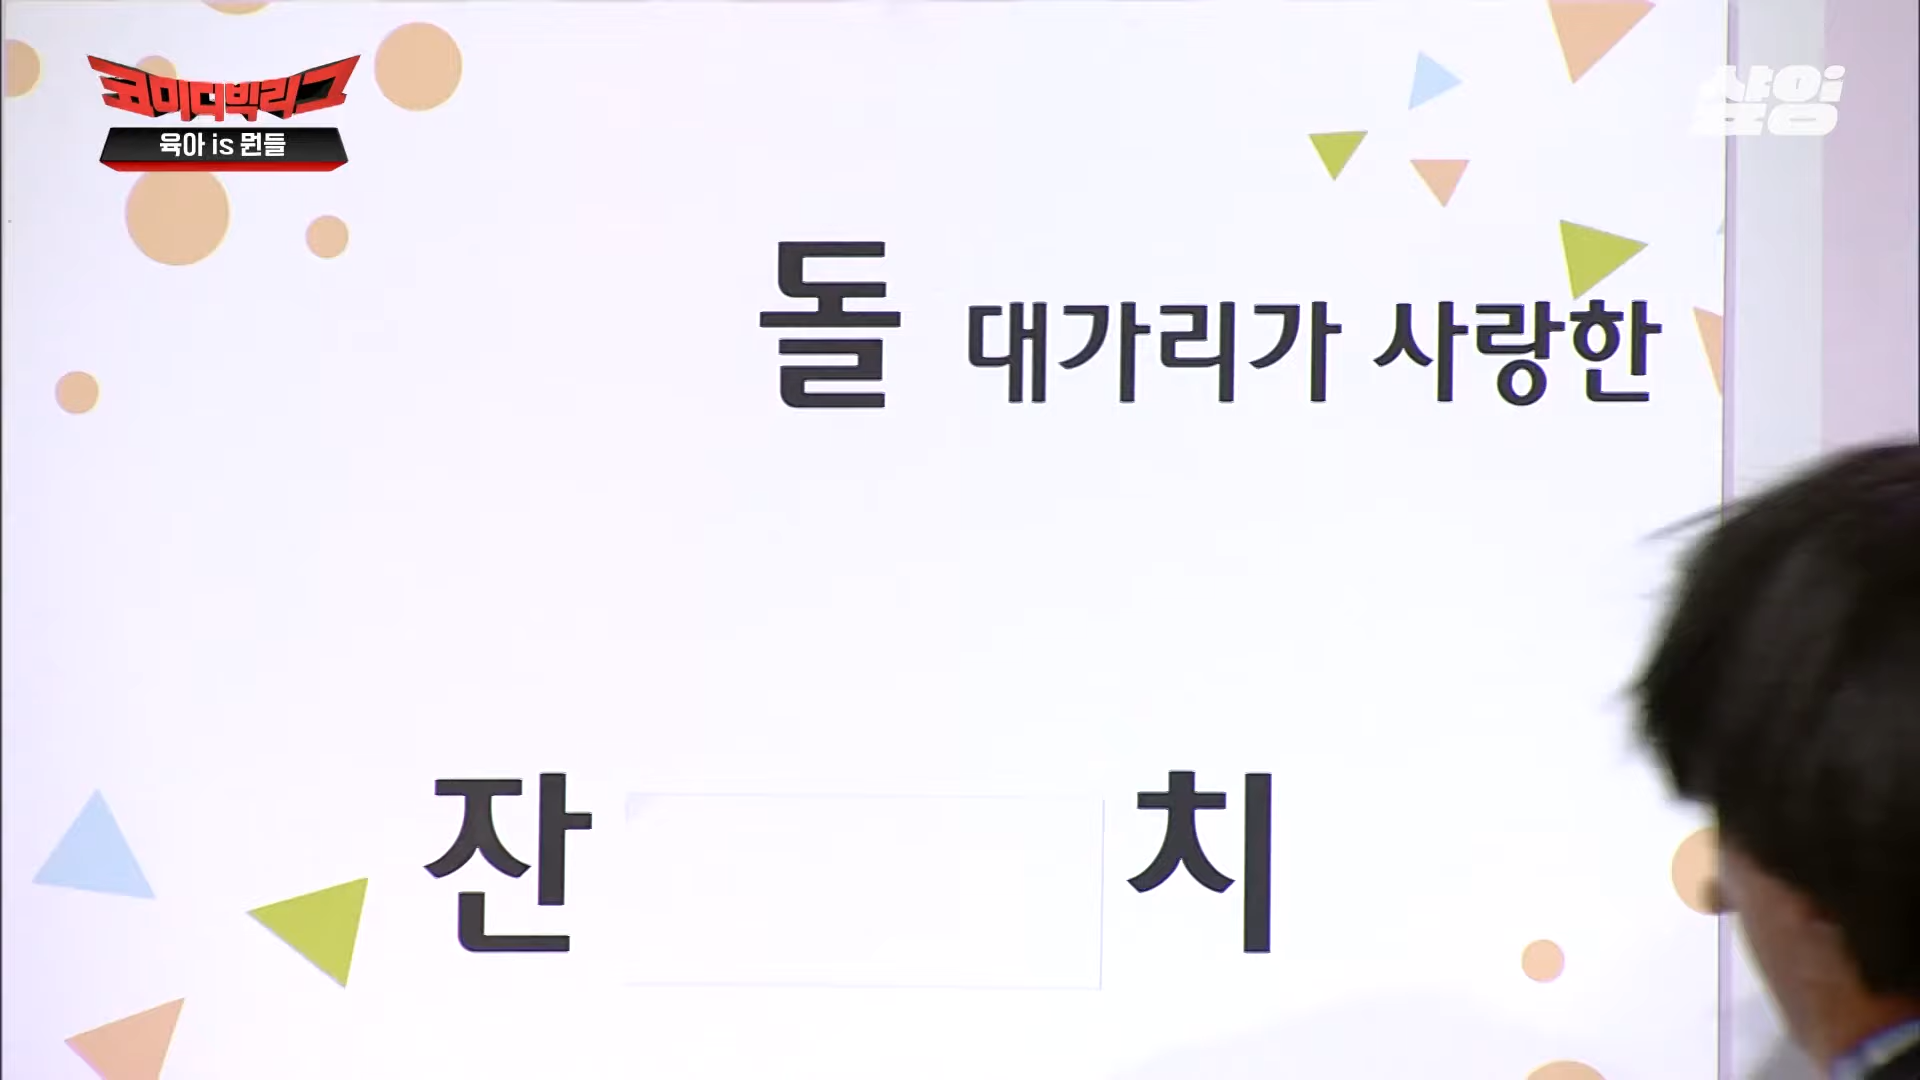 코미디빅리그
육아 is 뭔들
샾잉
돌 대가리가 사랑한
잔 치